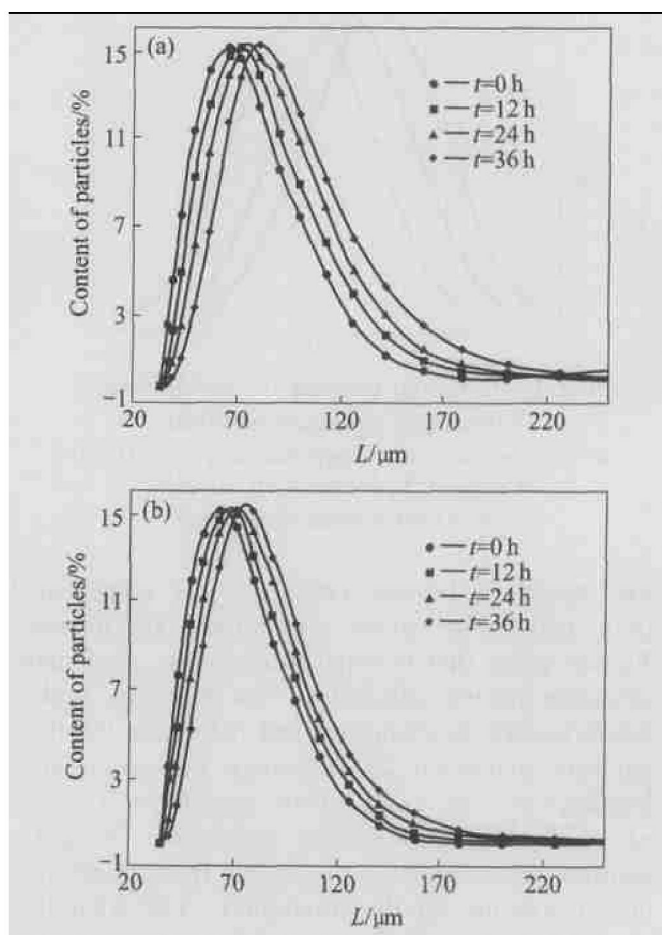 (a)
Content of particles/%
15
11
7
3
−1
t=0 h
t=12 h
t=24 h
t=36 h
20
70
120
170
220
L/μm
(b)
Content of particles/%
15
11
7
3
−1
t=0 h
t=12 h
t=24 h
t=36 h
20
70
120
170
220
L/μm